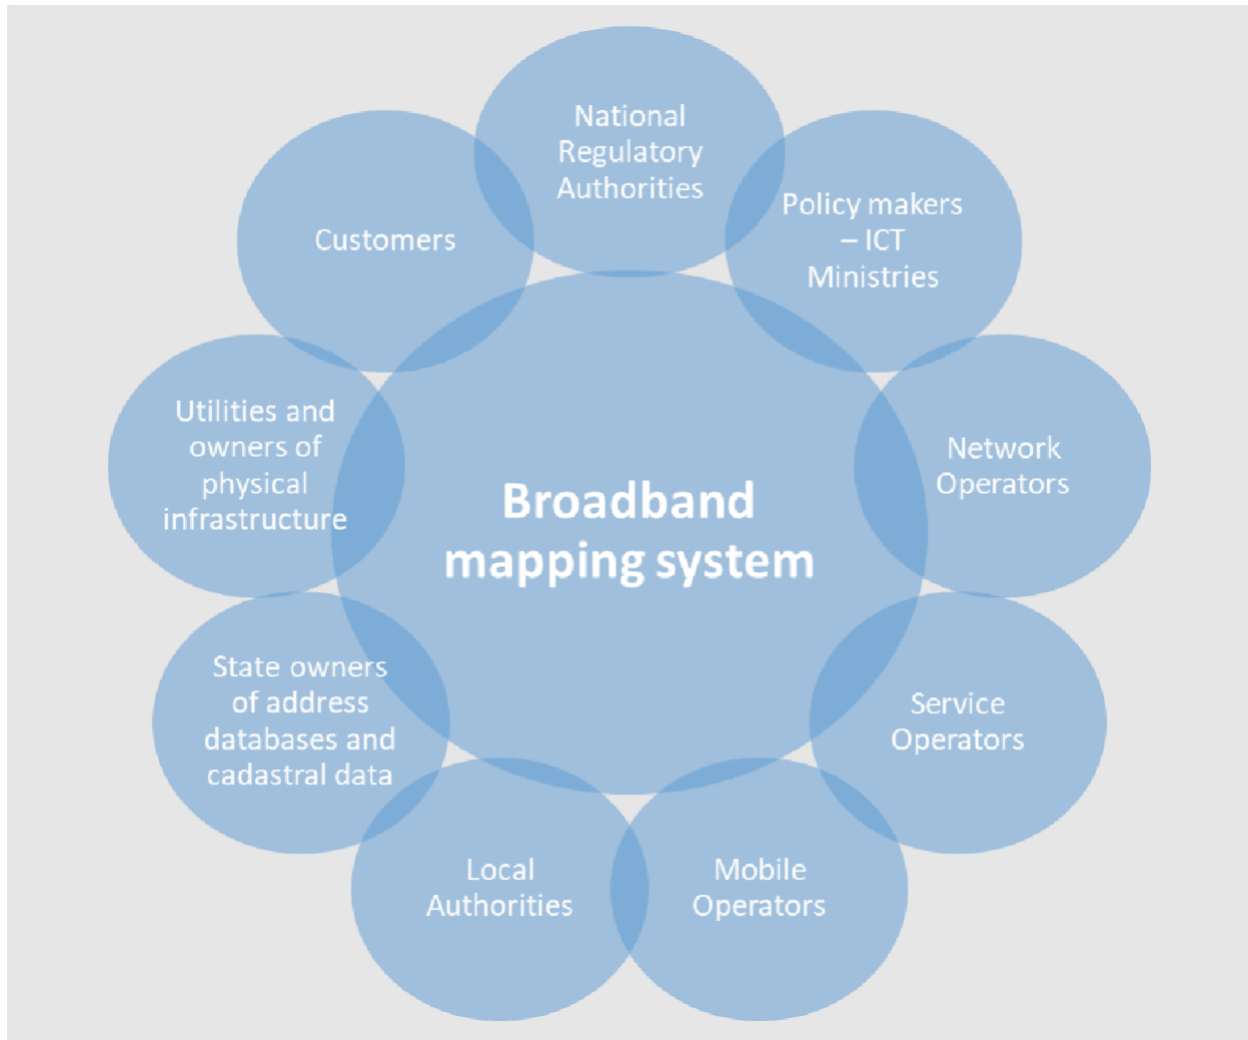 National
Regulatory
Authorities
Policy makers
– ICT
Ministries
Network
Operators
Service
Operators
Mobile
Operators
Local
Authorities
State owners
of address
databases and
cadastral data
Utilities and
owners of
physical
infrastructure
Customers
Broadband
mapping system